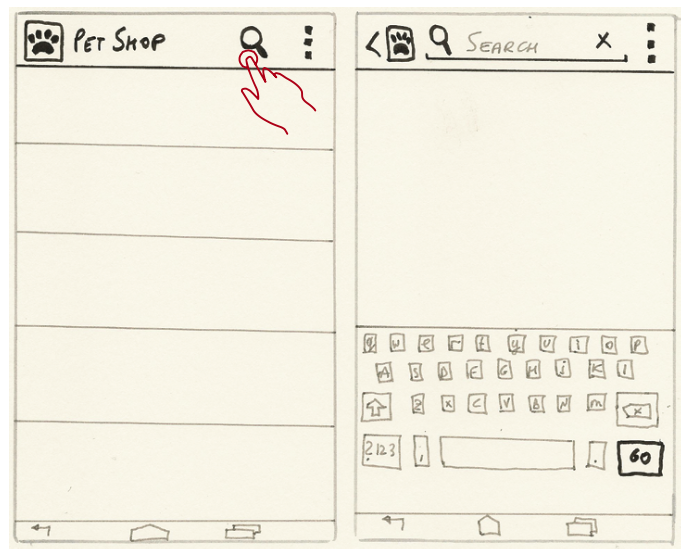 PET SHOP
SEARCH X
q w e r t y u i o p
A S D F G H j K l
Z X C V B N m X
?123 , . GO